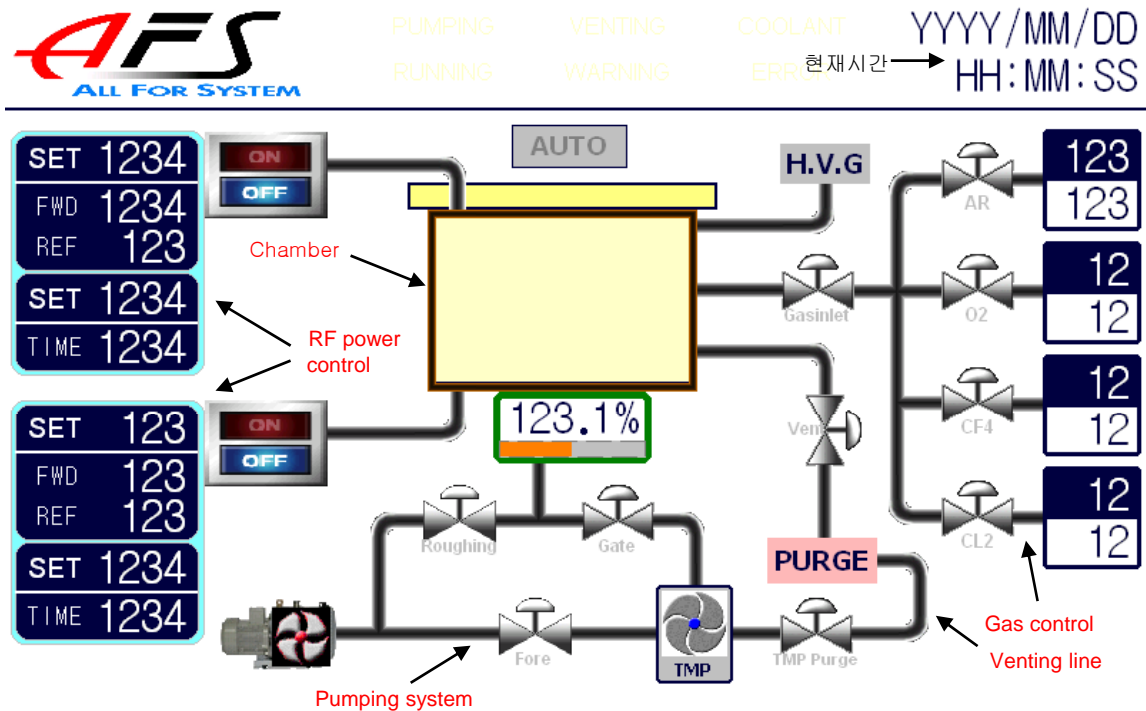 AFS
ALL FOR SYSTEM
PUMPING VENTING COOLANT
RUNNING WARNING ERROR
YYYY/MM/DD
현재시간
HH:MM:SS
SET 1234
FWD 1234
REF 123
SET 1234
TIME 1234
ON
OFF
AUTO
H.V.G
Chamber
RF power
control
SET 123
FWD 123
REF 123
SET 1234
TIME 1234
ON
OFF
123.1%
Gasinlet
Vent
AR
123
123
O2
12
12
CF4
12
12
CL2
12
12
Roughing
Gate
PURGE
Fore
TMP
TMP Purge
Gas control
Venting line
Pumping system